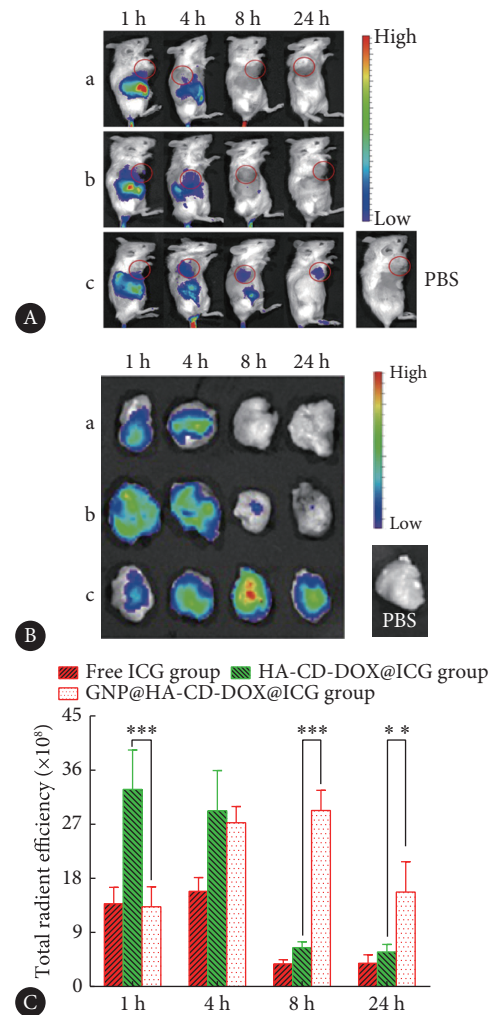 1 h 4 h 8 h 24 h
High
a
b
Low
c
PBS
A
1 h 4 h 8 h 24 h
High
a
b
Low
c
PBS
B
Free ICG group HA-CD-DOX@ICG group
GNP@HA-CD-DOX@ICG group
Total radient efficiency (×10⁸)
45
36
27
18
9
0
*** *** * *
1 h 4 h 8 h 24 h
C